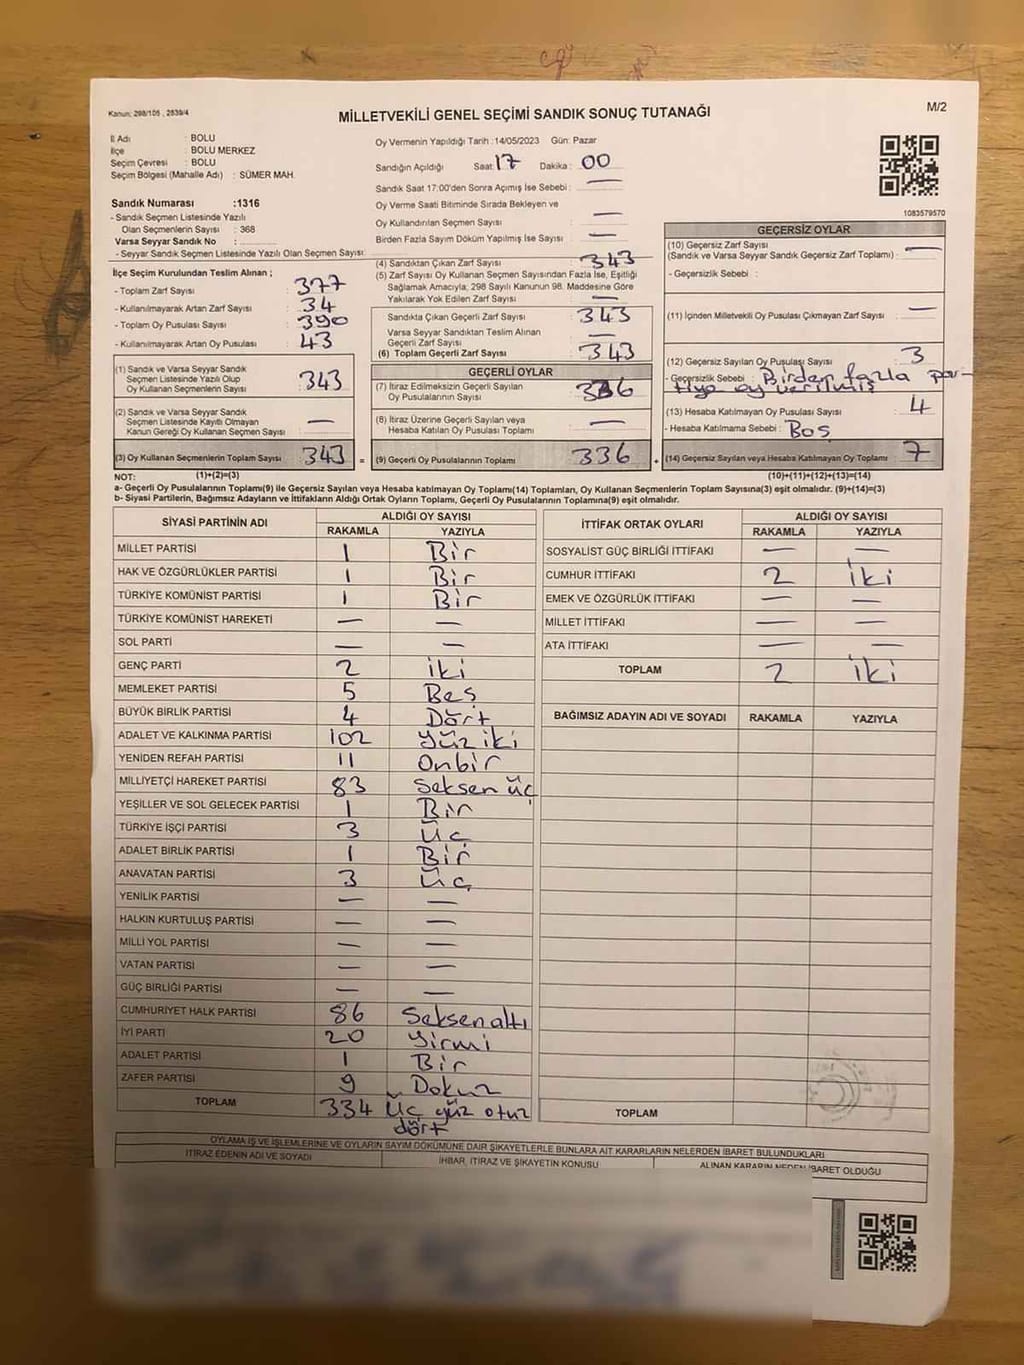 Kanun: 298/105 , 2839/4
MİLLETVEKİLİ GENEL SEÇİMİ SANDIK SONUÇ TUTANAĞI
M/2
İl Adı : BOLU
İlçe : BOLU MERKEZ
Seçim Çevresi : BOLU
Seçim Bölgesi (Mahalle Adı) : SÜMER MAH.
Sandık Numarası :1316
- Sandık Seçmen Listesinde Yazılı
Olan Seçmenlerin Sayısı : 368
Varsa Seyyar Sandık No :
- Seyyar Sandık Seçmen Listesinde Yazılı Olan Seçmen Sayısı:
Oy Vermenin Yapıldığı Tarih :14/05/2023 Gün: Pazar
Sandığın Açıldığı Saat: 17 Dakika : 00
Sandık Saat 17:00'den Sonra Açımış İse Sebebi : —
Oy Verme Saati Bitiminde Sırada Bekleyen ve
Oy Kullandırılan Seçmen Sayısı : —
Birden Fazla Sayım Döküm Yapılmış İse Sayısı : —
1083579570
İlçe Seçim Kurulundan Teslim Alınan ;
- Toplam Zarf Sayısı : 377
- Kullanılmayarak Artan Zarf Sayısı : 34
- Toplam Oy Pusulası Sayısı : 390
- Kullanılmayarak Artan Oy Pusulası : 43
(1) Sandık ve Varsa Seyyar Sandık
Seçmen Listesinde Yazılı Olup
Oy Kullanan Seçmenlerin Sayısı : 343
(2) Sandık ve Varsa Seyyar Sandık
Seçmen Listesinde Kayıtlı Olmayan
Kanun Gereği Oy Kullanan Seçmen Sayısı : —
(3) Oy Kullanan Seçmenlerin Toplam Sayısı : 343 =
(4) Sandıktan Çıkan Zarf Sayısı : 343
(5) Zarf Sayısı Oy Kullanan Seçmen Sayısından Fazla İse, Eşitliği
Sağlamak Amacıyla; 298 Sayılı Kanunun 98. Maddesine Göre
Yakılarak Yok Edilen Zarf Sayısı : —
Sandıkta Çıkan Geçerli Zarf Sayısı : 343
Varsa Seyyar Sandıktan Teslim Alınan
Geçerli Zarf Sayısı : —
(6) Toplam Geçerli Zarf Sayısı : 343
GEÇERLİ OYLAR
(7) İtiraz Edilmeksizin Geçerli Sayılan
Oy Pusulalarının Sayısı : 336
(8) İtiraz Üzerine Geçerli Sayılan veya
Hesaba Katılan Oy Pusulası Toplamı : —
(9) Geçerli Oy Pusulalarının Toplamı : 336 +
GEÇERSİZ OYLAR
(10) Geçersiz Zarf Sayısı
(Sandık ve Varsa Seyyar Sandık Geçersiz Zarf Toplamı) : —
- Geçersizlik Sebebi :
(11) İçinden Milletvekili Oy Pusulası Çıkmayan Zarf Sayısı : —
(12) Geçersiz Sayılan Oy Pusulası Sayısı : 3
- Geçersizlik Sebebi : Birden fazla par-
tiye oy verilmiş
(13) Hesaba Katılmayan Oy Pusulası Sayısı : 4
- Hesaba Katılmama Sebebi : Boş
(14) Geçersiz Sayılan veya Hesaba Katılmayan Oy Toplamı : 7
NOT: (1)+(2)=(3) (10)+(11)+(12)+(13)=(14)
a- Geçerli Oy Pusulalarının Toplamı(9) ile Geçersiz Sayılan veya Hesaba katılmayan Oy Toplamı(14) Toplamları, Oy Kullanan Seçmenlerin Toplam Sayısına(3) eşit olmalıdır. (9)+(14)=(3)
b- Siyasi Partilerin, Bağımsız Adayların ve İttifakların Aldığı Ortak Oyların Toplamı, Geçerli Oy Pusulalarının Toplamına(9) eşit olmalıdır.
SİYASİ PARTİNİN ADI ALDIĞI OY SAYISI
RAKAMLA YAZIYLA
MİLLET PARTİSİ 1 Bir
HAK VE ÖZGÜRLÜKLER PARTİSİ 1 Bir
TÜRKİYE KOMÜNİST PARTİSİ 1 Bir
TÜRKİYE KOMÜNİST HAREKETİ — —
SOL PARTİ — —
GENÇ PARTİ 2 iki
MEMLEKET PARTİSİ 5 Beş
BÜYÜK BİRLİK PARTİSİ 4 Dört
ADALET VE KALKINMA PARTİSİ 102 Yüz iki
YENİDEN REFAH PARTİSİ 11 Onbir
MİLLİYETÇİ HAREKET PARTİSİ 83 Seksen üç
YEŞİLLER VE SOL GELECEK PARTİSİ 1 Bir
TÜRKİYE İŞÇİ PARTİSİ 3 Üç
ADALET BİRLİK PARTİSİ 1 Bir
ANAVATAN PARTİSİ 3 Üç
YENİLİK PARTİSİ — —
HALKIN KURTULUŞ PARTİSİ — —
MİLLİ YOL PARTİSİ — —
VATAN PARTİSİ — —
GÜÇ BİRLİĞİ PARTİSİ — —
CUMHURİYET HALK PARTİSİ 86 Seksenaltı
İYİ PARTİ 20 Yirmi
ADALET PARTİSİ 1 Bir
ZAFER PARTİSİ 9 Dokuz
TOPLAM 334 Üç yüz otuz
dört
İTTİFAK ORTAK OYLARI ALDIĞI OY SAYISI
RAKAMLA YAZIYLA
SOSYALİST GÜÇ BİRLİĞİ İTTİFAKI — —
CUMHUR İTTİFAKI 2 iki
EMEK VE ÖZGÜRLÜK İTTİFAKI — —
MİLLET İTTİFAKI — —
ATA İTTİFAKI — —
TOPLAM 2 iki
BAĞIMSIZ ADAYIN ADI VE SOYADI RAKAMLA YAZIYLA
TOPLAM
OYLAMA İŞ VE İŞLEMLERİNE VE OYLARIN SAYIM DÖKÜMÜNE DAİR ŞİKAYETLERLE BUNLARA AİT KARARLARIN NELERDEN İBARET BULUNDUKLARI
İTİRAZ EDENİN ADI VE SOYADI İHBAR, İTİRAZ VE ŞİKAYETİN KONUSU ALINAN KARARIN NEDEN İBARET OLDUĞU